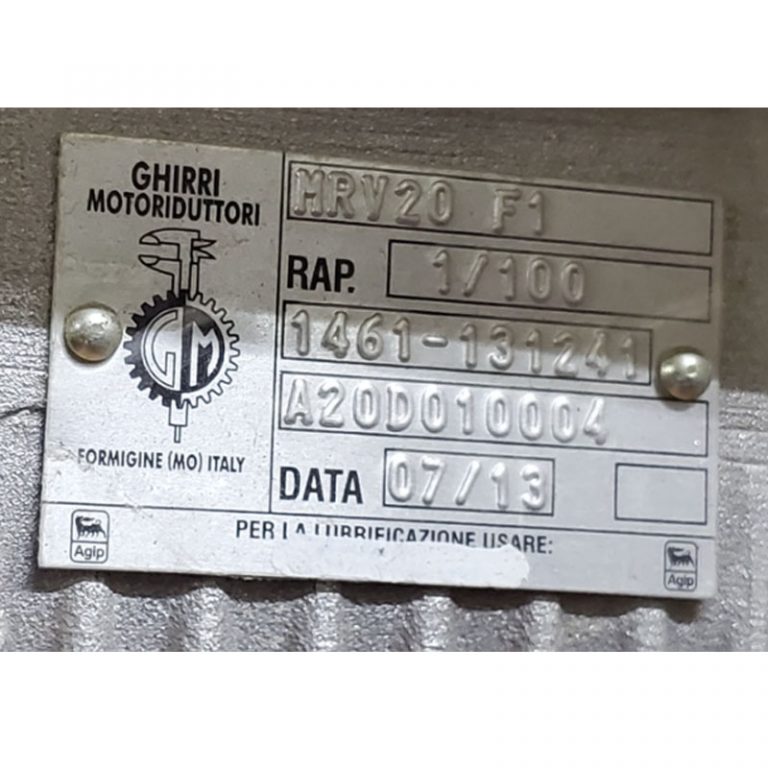 GHIRRI
MOTORIDUTTORI
GM
FORMIGINE (MO) ITALY
MRV20 F1
RAP. 1/100
1461-131241
A20D010004
DATA 07/13
PER LA LUBRIFICAZIONE USARE:
Agip
Agip